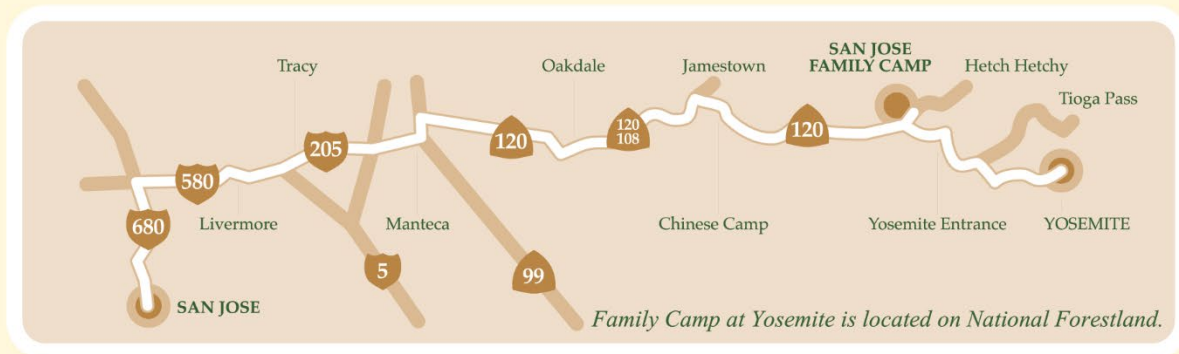 Tracy
Oakdale
Jamestown
SAN JOSE
FAMILY CAMP
Hetch Hetchy
Tioga Pass
580
205
120
120
108
120
680
Livermore
Manteca
Chinese Camp
Yosemite Entrance
YOSEMITE
5
99
SAN JOSE
Family Camp at Yosemite is located on National Forestland.